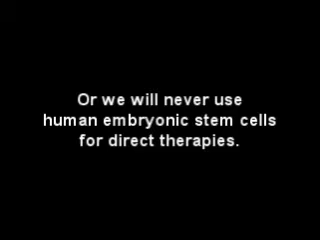 Or we will never use
human embryonic stem cells
for direct therapies.